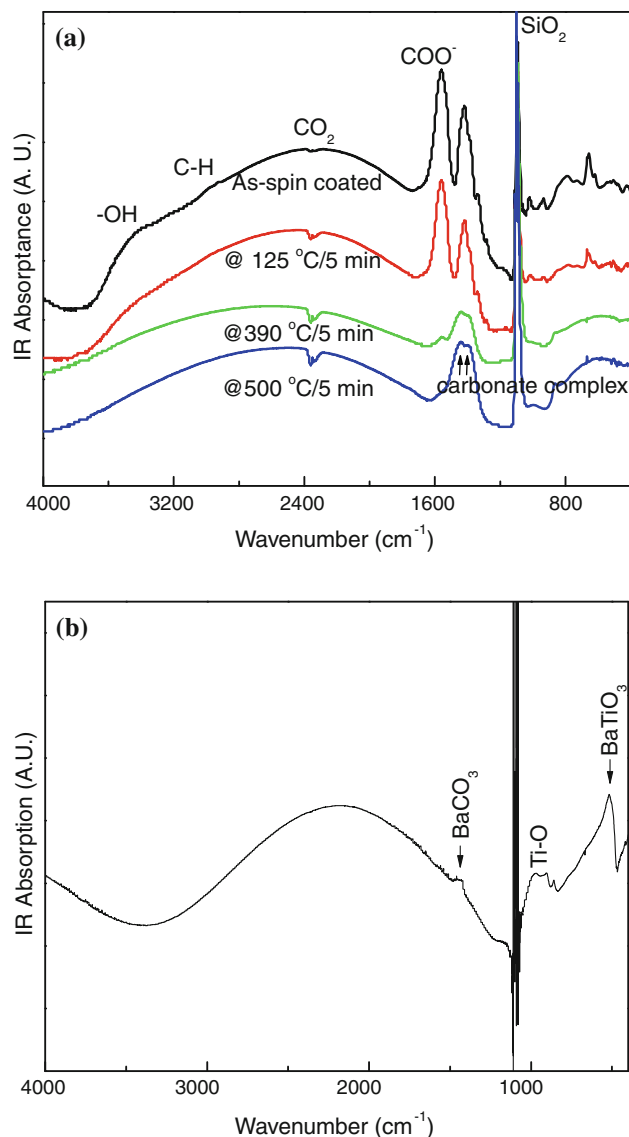 (a)
SiO₂
COO⁻
CO₂
C-H
As-spin coated
-OH
@ 125 °C/5 min
@390 °C/5 min
@500 °C/5 min
carbonate complex
IR Absorptance (A. U.)
4000 3200 2400 1600 800
Wavenumber (cm⁻¹)
(b)
BaTiO₃
BaCO₃
Ti-O
IR Absorption (A.U.)
4000 3000 2000 1000
Wavenumber (cm⁻¹)